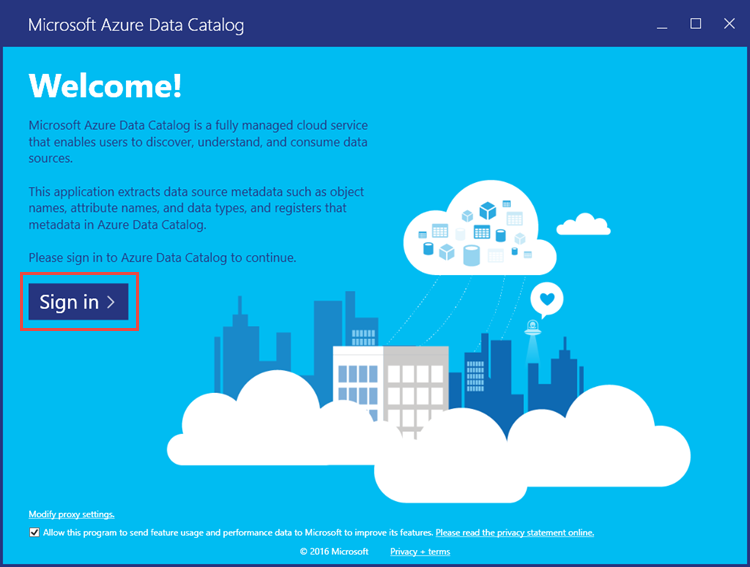 Microsoft Azure Data Catalog
Welcome!
Microsoft Azure Data Catalog is a fully managed cloud service
that enables users to discover, understand, and consume data
sources.
This application extracts data source metadata such as object
names, attribute names, and data types, and registers that
metadata in Azure Data Catalog.
Please sign in to Azure Data Catalog to continue.
Sign in
Modify proxy settings.
Allow this program to send feature usage and performance data to Microsoft to improve its features. Please read the privacy statement online.
© 2016 Microsoft Privacy + terms